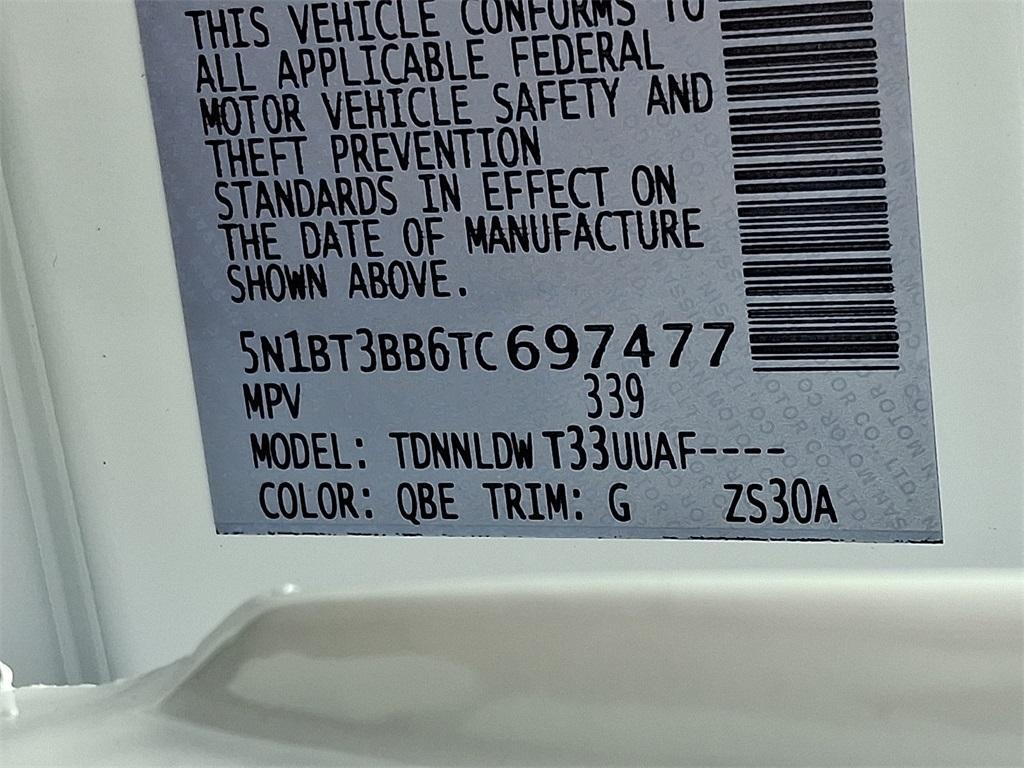 THIS VEHICLE CONFORMS TO
ALL APPLICABLE FEDERAL
MOTOR VEHICLE SAFETY AND
THEFT PREVENTION
STANDARDS IN EFFECT ON
THE DATE OF MANUFACTURE
SHOWN ABOVE.
5N1BT3BB6TC697477
MPV 339
MODEL: TDNNLDW T33UUAF----
COLOR: QBE TRIM: G ZS30A